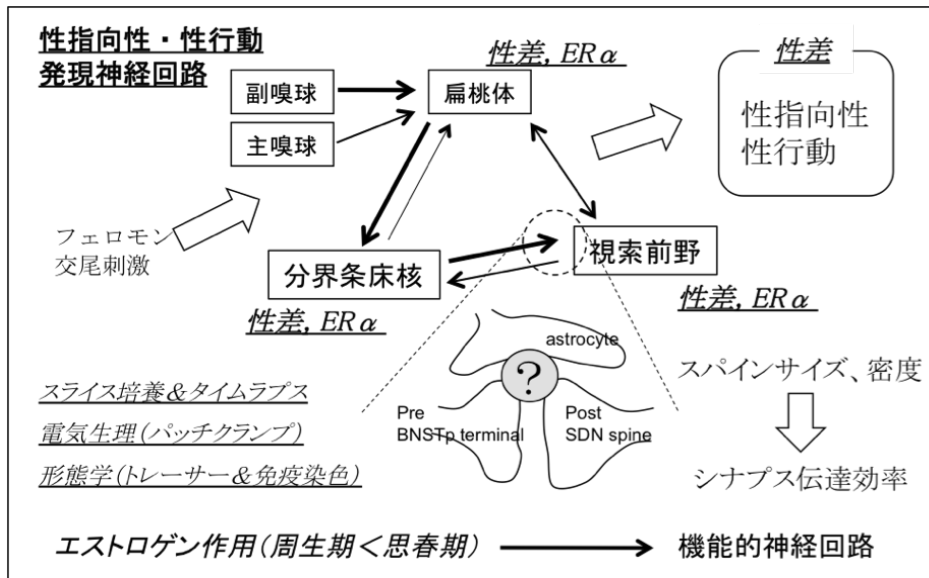 性指向性・性行動
発現神経回路
性差, ERα
性差
副嗅球
扁桃体
主嗅球
性指向性
性行動
フェロモン
交尾刺激
分界条床核
視索前野
性差, ERα
性差, ERα
astrocyte
?
スパインサイズ、密度
スライス培養&タイムラプス
Pre
BNSTp terminal
Post
SDN spine
電気生理(パッチクランプ)
形態学(トレーサー&免疫染色)
シナプス伝達効率
エストロゲン作用(周生期<思春期)
機能的神経回路